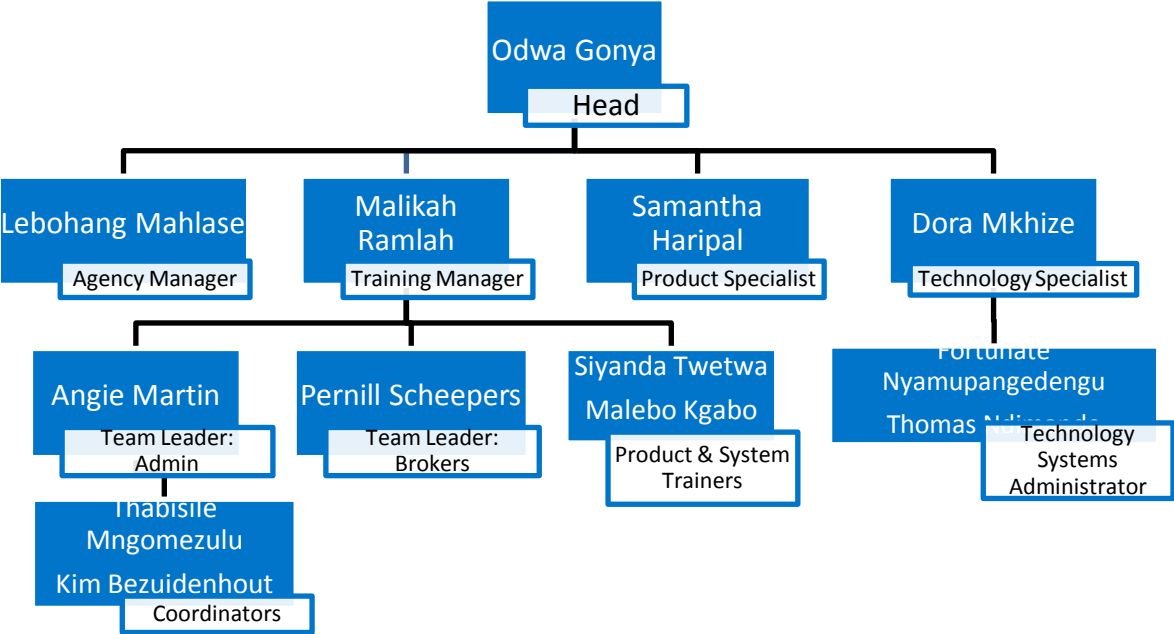 Odwa Gonya
Head
Lebohang Mahlase
Agency Manager
Malikah
Ramlah
Training Manager
Samantha
Haripal
Product Specialist
Dora Mkhize
Technology Specialist
Angie Martin
Team Leader:
Admin
Pernill Scheepers
Team Leader:
Brokers
Siyanda Twetwa
Malebo Kgabo
Product & System
Trainers
Fortunate
Nyamupangedengu
Thomas
Technology
Systems
Administrator
Thabisile
Mngomezulu
Kim Bezuidenhout
Coordinators